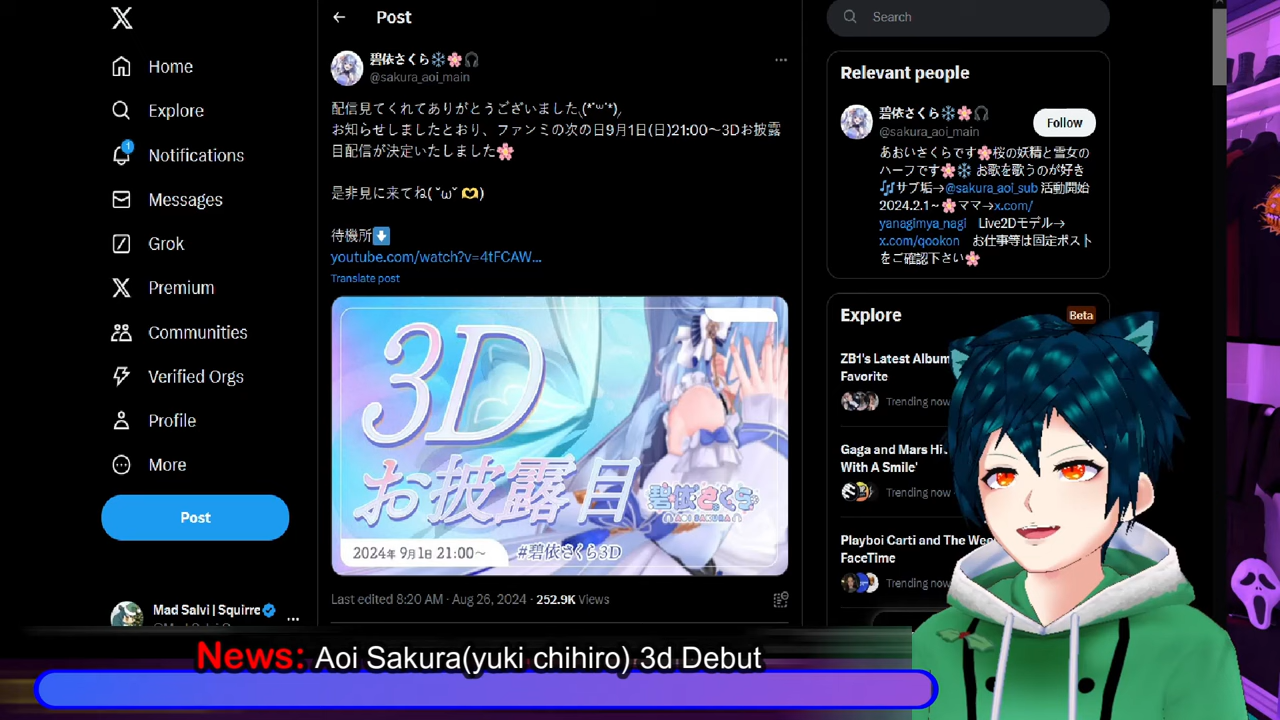 Post
Search
Home
Explore
1
Notifications
Messages
Grok
Premium
Communities
Verified Orgs
Profile
More
Post
Mad Salvi | Squirre
碧依さくら❄️🌸🎧
@sakura_aoi_main
配信見てくれてありがとうございました⸜(*ˊᵕˋ*)⸝
お知らせしましたとおり、ファンミの次の日9月1日(日)21:00〜3Dお披露
目配信が決定いたしました🌸
是非見に来てね( ˘ω˘ 🫶)
待機所⬇️
youtube.com/watch?v=4tFCAW...
Translate post
3D
お披露目
碧依さくら
AOI SAKURA
2024年 9月1日 21:00〜
#碧依さくら3D
Last edited 8:20 AM · Aug 26, 2024 · 252.9K Views
Relevant people
碧依さくら❄️🌸🎧
@sakura_aoi_main
Follow
あおいさくらです🌸桜の妖精と雪女の
ハーフです🌸❄️ お歌を歌うのが好き
🎶サブ垢→@sakura_aoi_sub 活動開始
2024.2.1~🌸ママ→x.com/
yanagimya_nagi Live2Dモデル→
x.com/qookon お仕事等は固定ポスト
をご確認下さい🌸
Explore
Beta
ZB1's Latest Album
Favorite
Trending now
Gaga and Mars Hi
With A Smile'
Trending now
Playboi Carti and The Wee
FaceTime
Trending now
News: Aoi Sakura(yuki chihiro) 3d Debut